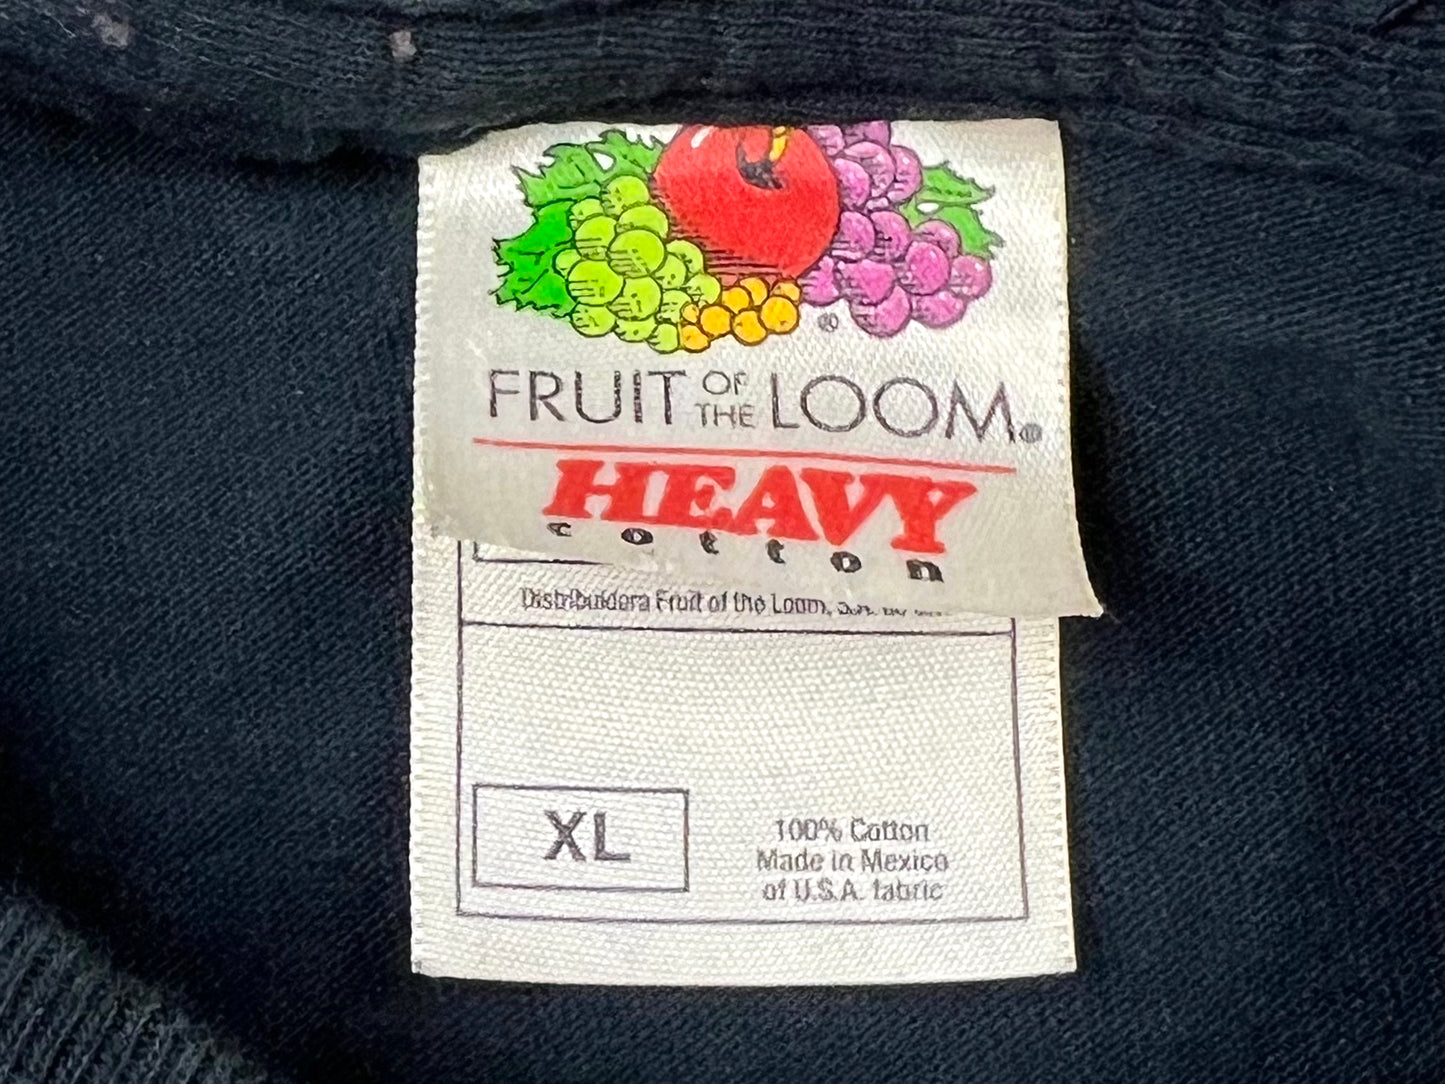 FRUIT OF THE LOOM®
HEAVY
cotton
Distribuidora Fruit of the Loom,
XL
100% Cotton
Made in Mexico
of U.S.A. fabric